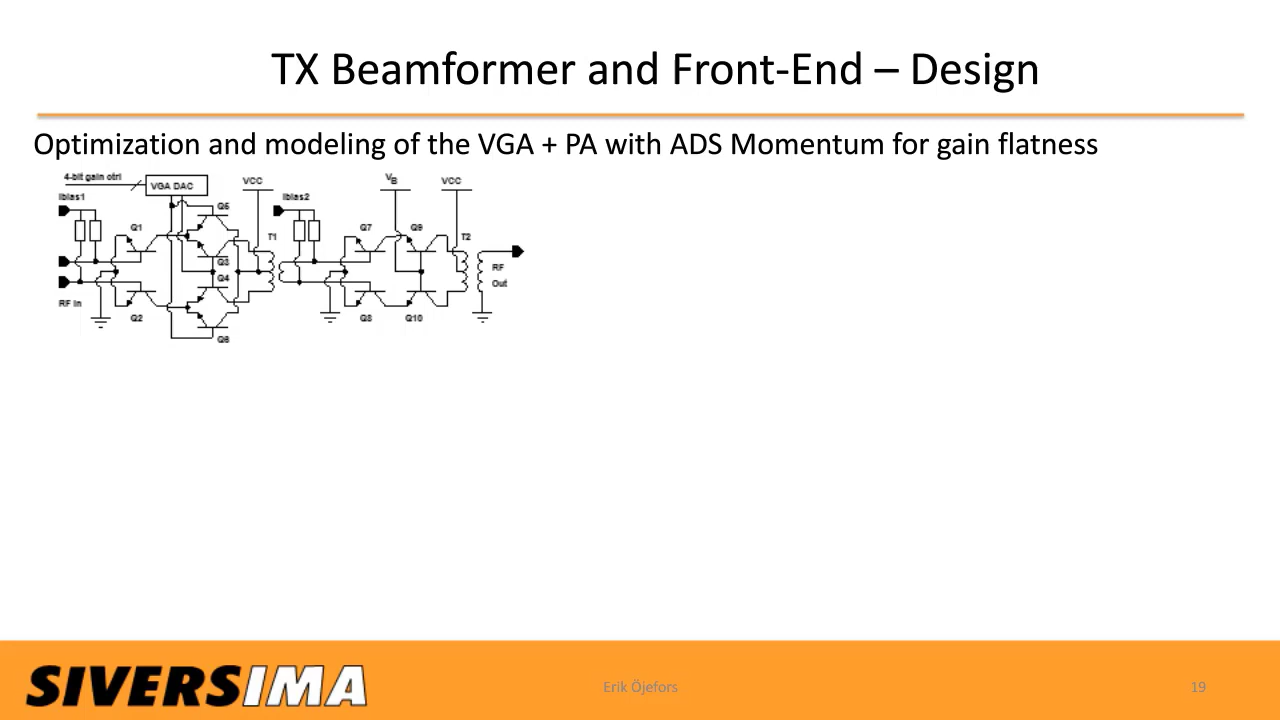 TX Beamformer and Front-End – Design
Optimization and modeling of the VGA + PA with ADS Momentum for gain flatness
4-bit gain ctrl
VGA DAC
VCC
VB
VCC
Ibias1
Ibias2
Q5
Q1
T1
Q7
Q9
T2
Q3
Q4
RF
Out
RF in
Q2
Q8
Q10
Q6
SIVERSIMA
Erik Öjefors
19